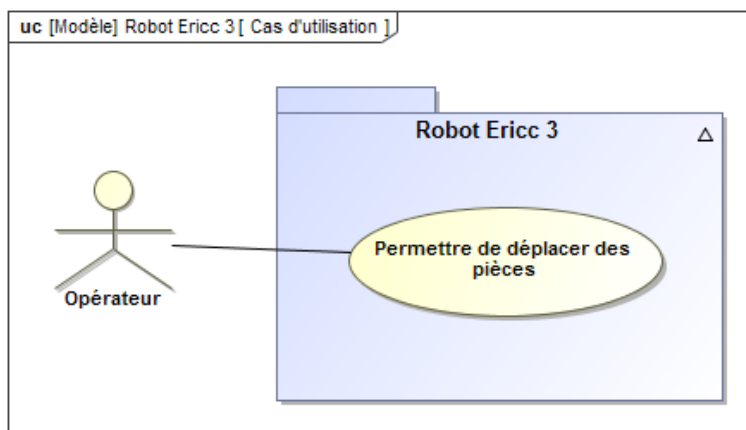 uc [Modèle] Robot Ericc 3 [ Cas d'utilisation ]
Robot Ericc 3
Permettre de déplacer des
pièces
Opérateur